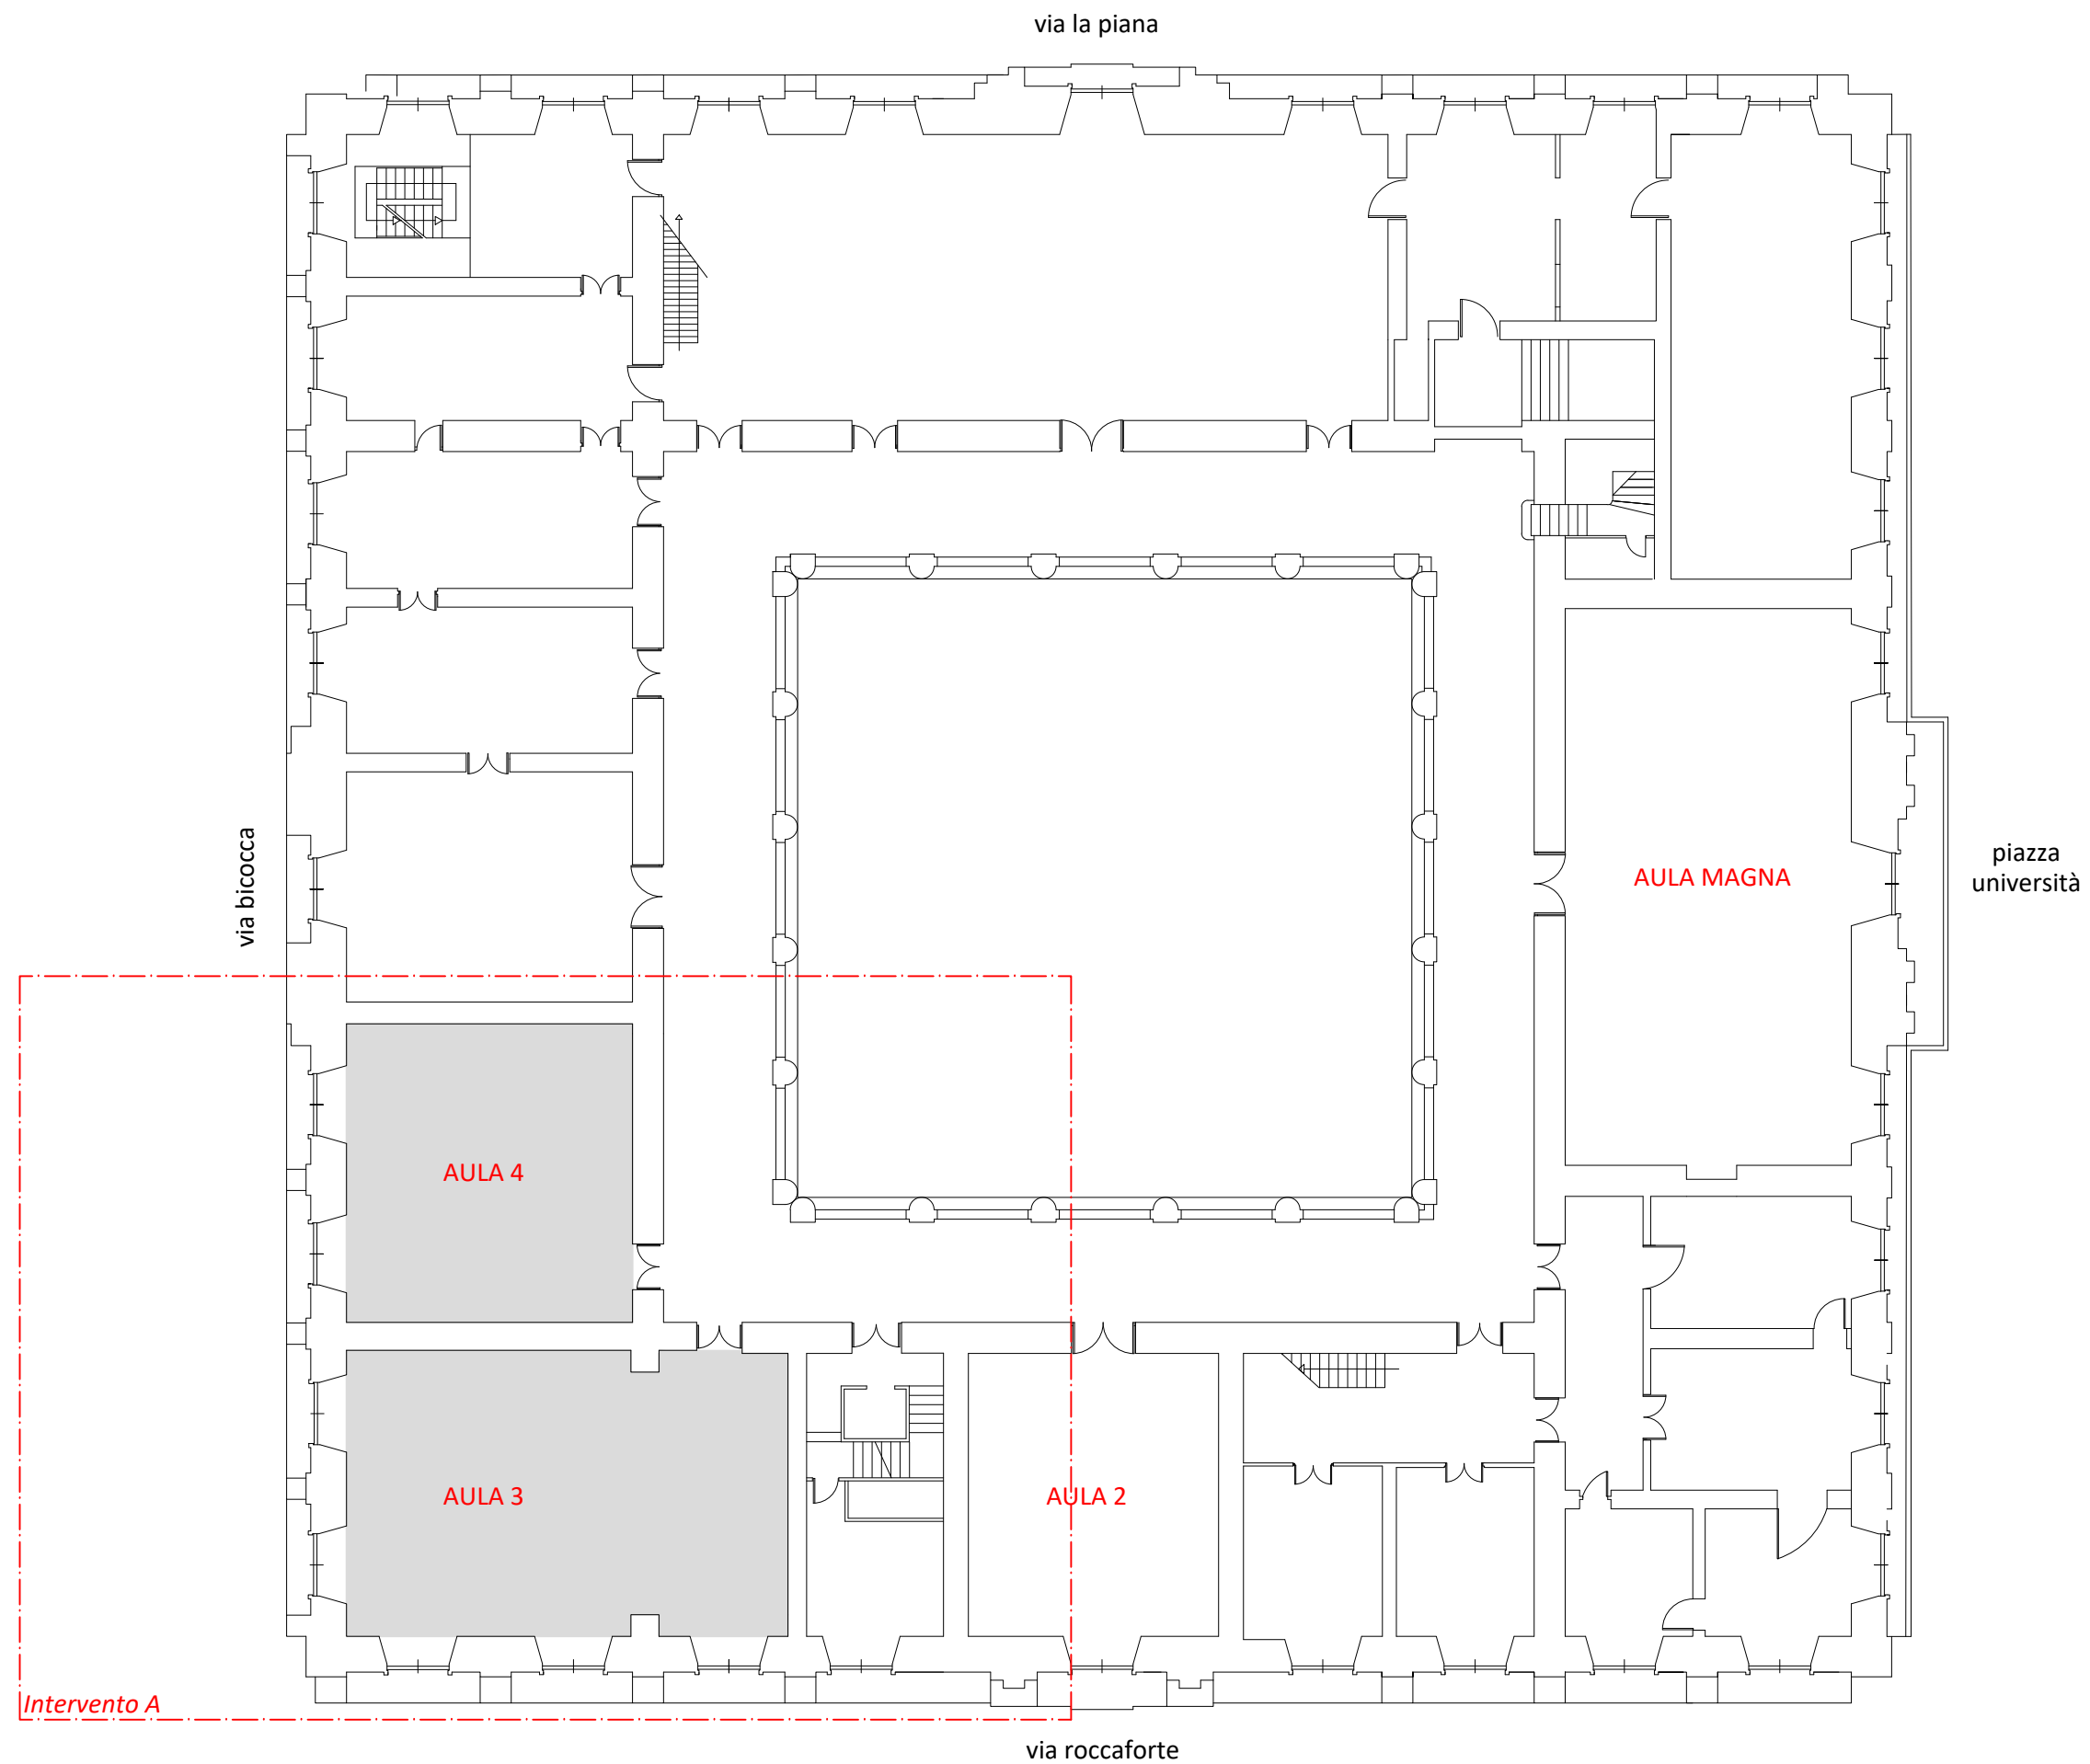 via la piana
via bicocca
AULA MAGNA
piazza
università
AULA 4
AULA 3
AULA 2
Intervento A
via roccaforte